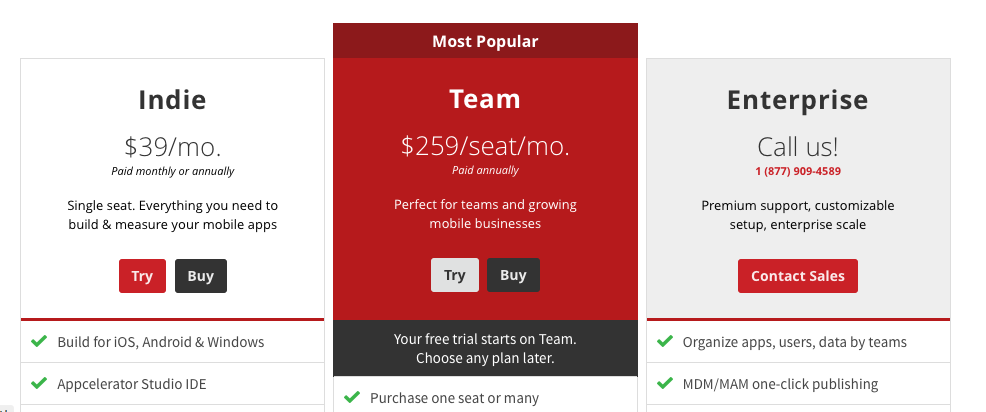 Most Popular
Indie
$39/mo.
Paid monthly or annually
Single seat. Everything you need to
build & measure your mobile apps
Try
Buy
Build for iOS, Android & Windows
Appcelerator Studio IDE
Team
$259/seat/mo.
Paid annually
Perfect for teams and growing
mobile businesses
Try
Buy
Your free trial starts on Team.
Choose any plan later.
Purchase one seat or many
Enterprise
Call us!
1 (877) 909-4589
Premium support, customizable
setup, enterprise scale
Contact Sales
Organize apps, users, data by teams
MDM/MAM one-click publishing